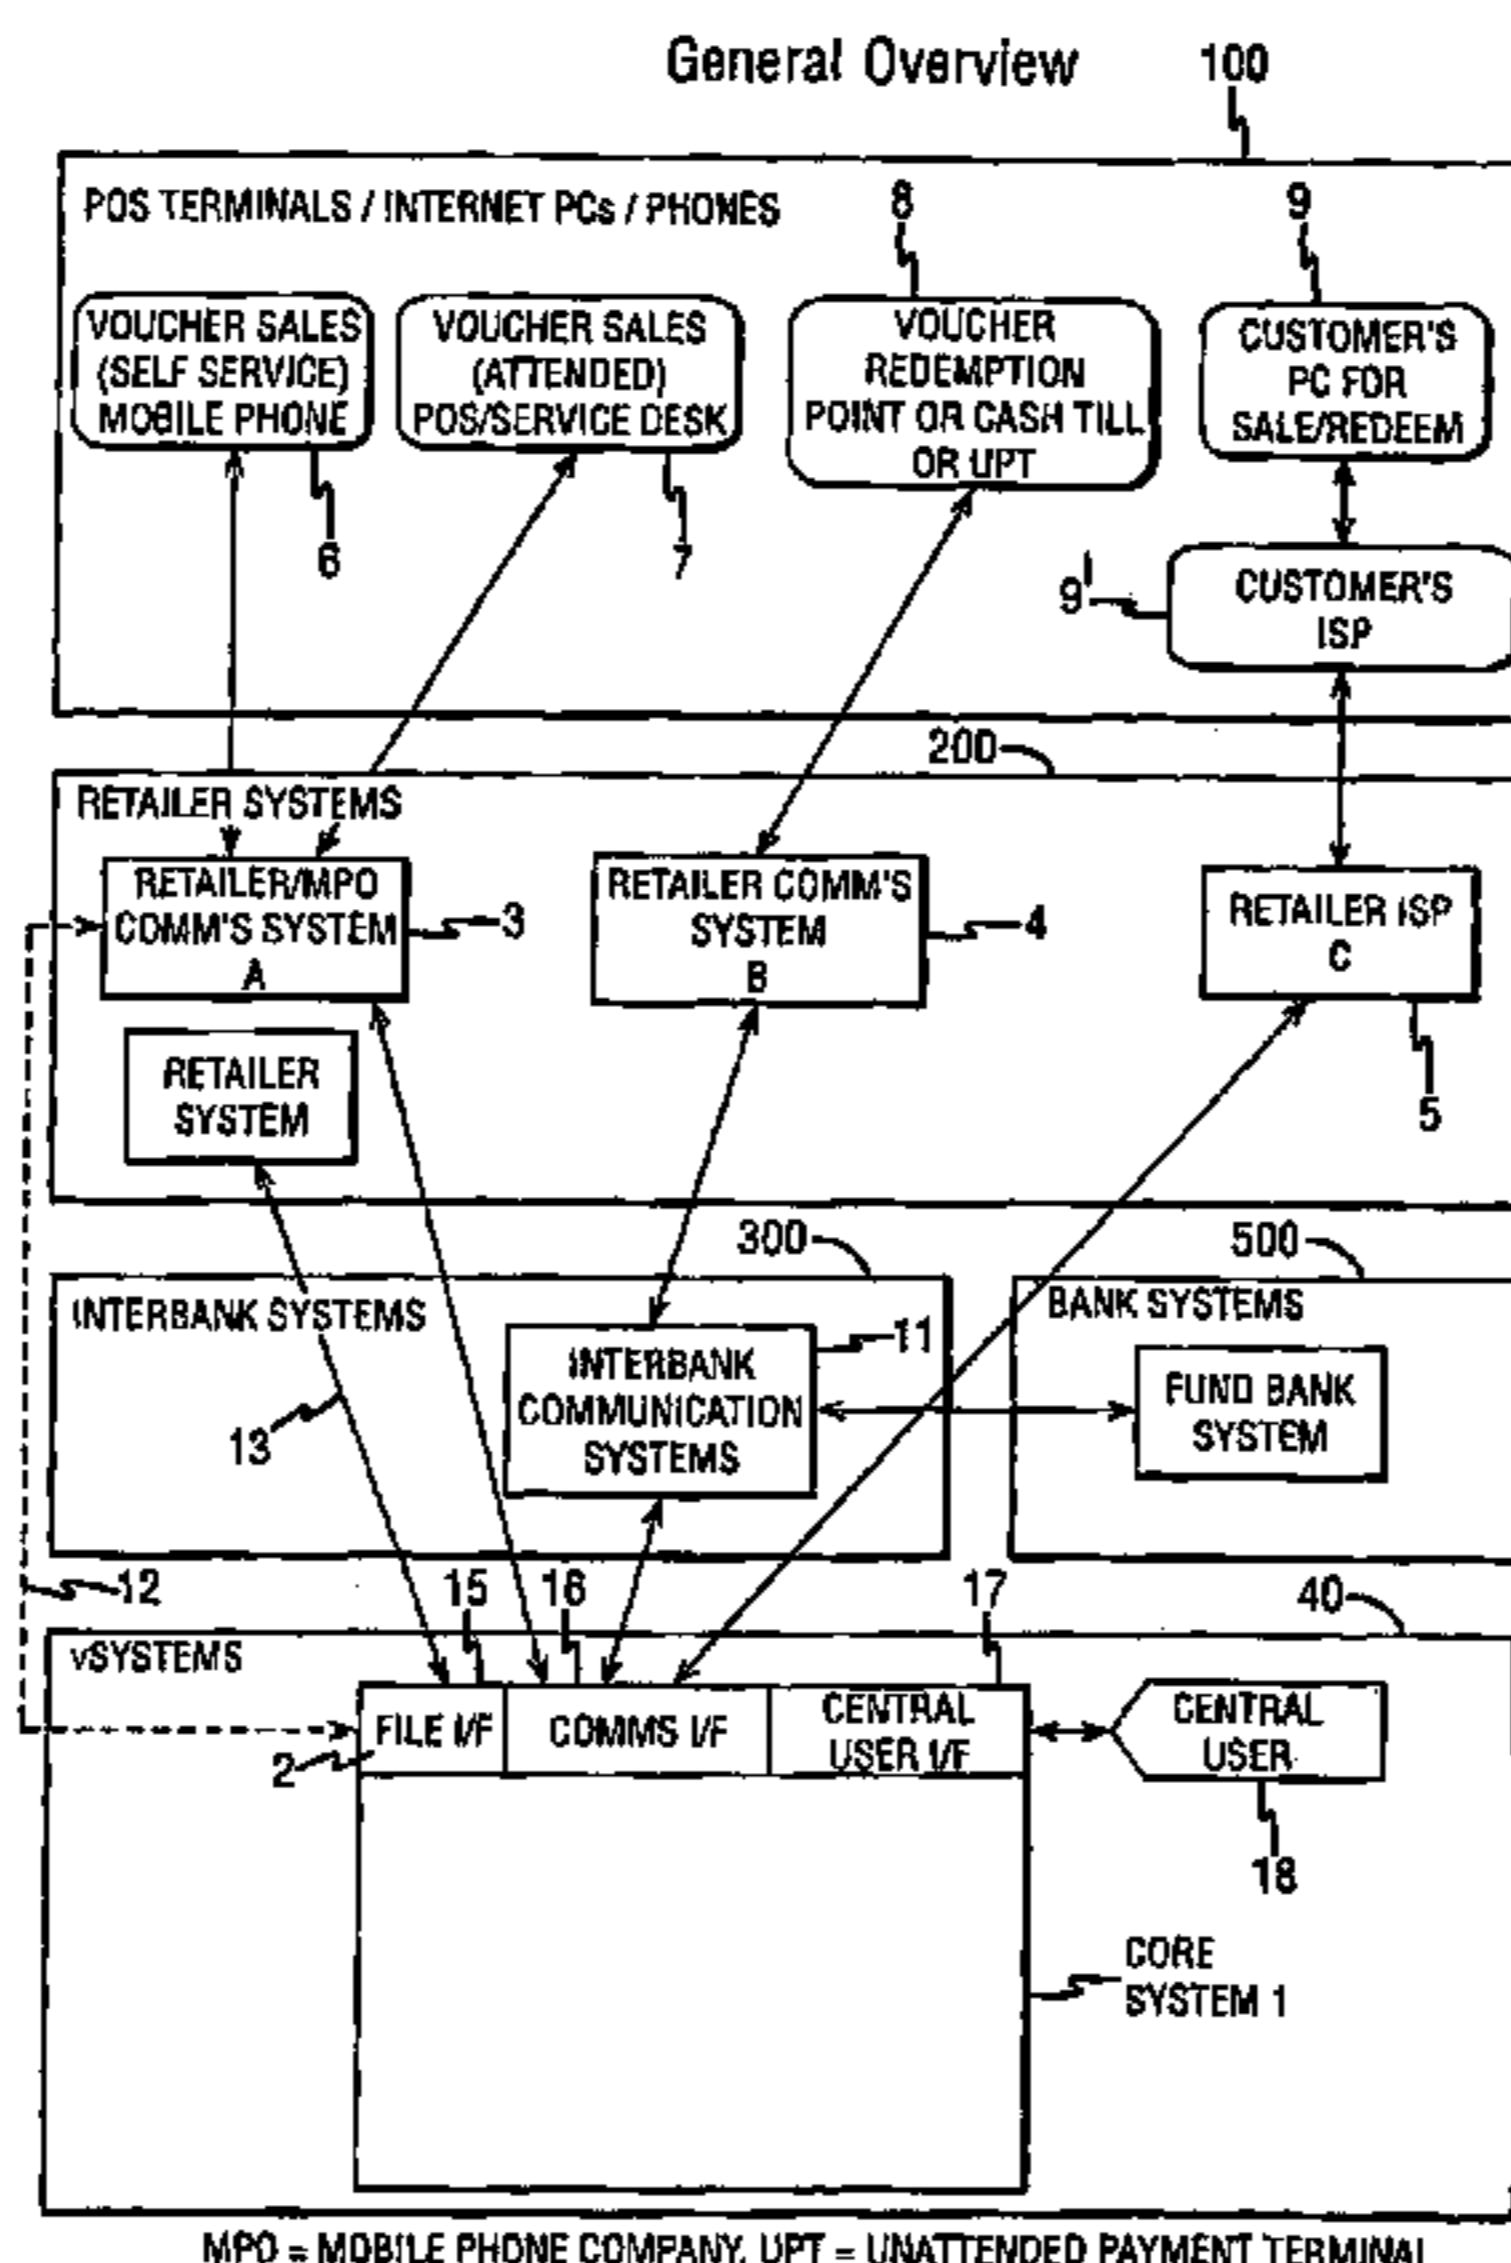 General Overview
100
POS TERMINALS / INTERNET PCs / PHONES
8
9
VOUCHER SALES
(SELF SERVICE)
MOBILE PHONE
VOUCHER SALES
(ATTENDED)
POS/SERVICE DESK
VOUCHER
REDEMPTION
POINT OR CASH TILL
OR UPT
CUSTOMER'S
PC FOR
SALE/REDEEM
6
7
9'
CUSTOMER'S
ISP
200
RETAILER SYSTEMS
RETAILER/MPO
COMM'S SYSTEM
A
3
RETAILER COMM'S
SYSTEM
B
4
RETAILER ISP
C
5
RETAILER
SYSTEM
300
500
INTERBANK SYSTEMS
BANK SYSTEMS
11
INTERBANK
COMMUNICATION
SYSTEMS
FUND BANK
SYSTEM
13
12
15
16
17
40
vSYSTEMS
FILE I/F
COMMS I/F
CENTRAL
USER I/F
CENTRAL
USER
2
18
CORE
SYSTEM 1
MPO = MOBILE PHONE COMPANY, UPT = UNATTENDED PAYMENT TERMINAL